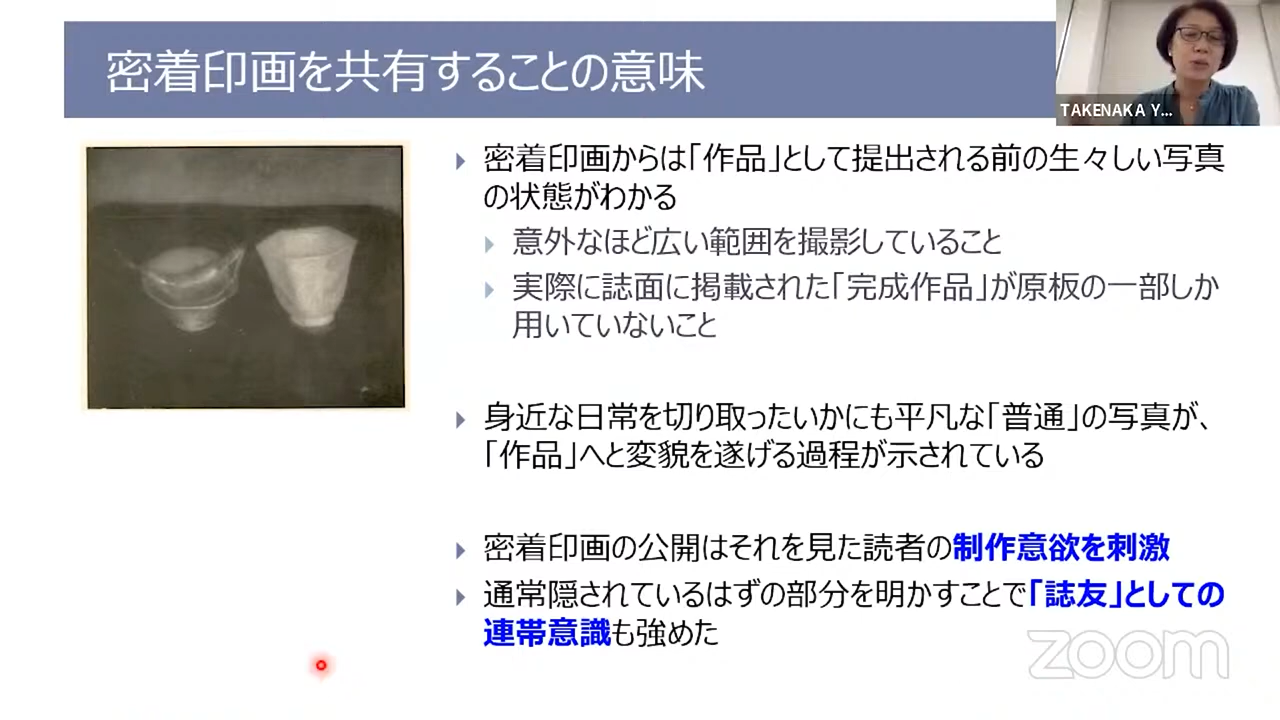 密着印画を共有することの意味
TAKENAKA Y...
密着印画からは「作品」として提出される前の生々しい写真
の状態がわかる
意外なほど広い範囲を撮影していること
実際に誌面に掲載された「完成作品」が原板の一部しか
用いていないこと
身近な日常を切り取ったいかにも平凡な「普通」の写真が、
「作品」へと変貌を遂げる過程が示されている
密着印画の公開はそれを見た読者の制作意欲を刺激
通常隠されているはずの部分を明かすことで「誌友」としての
連帯意識も強めた
zoom